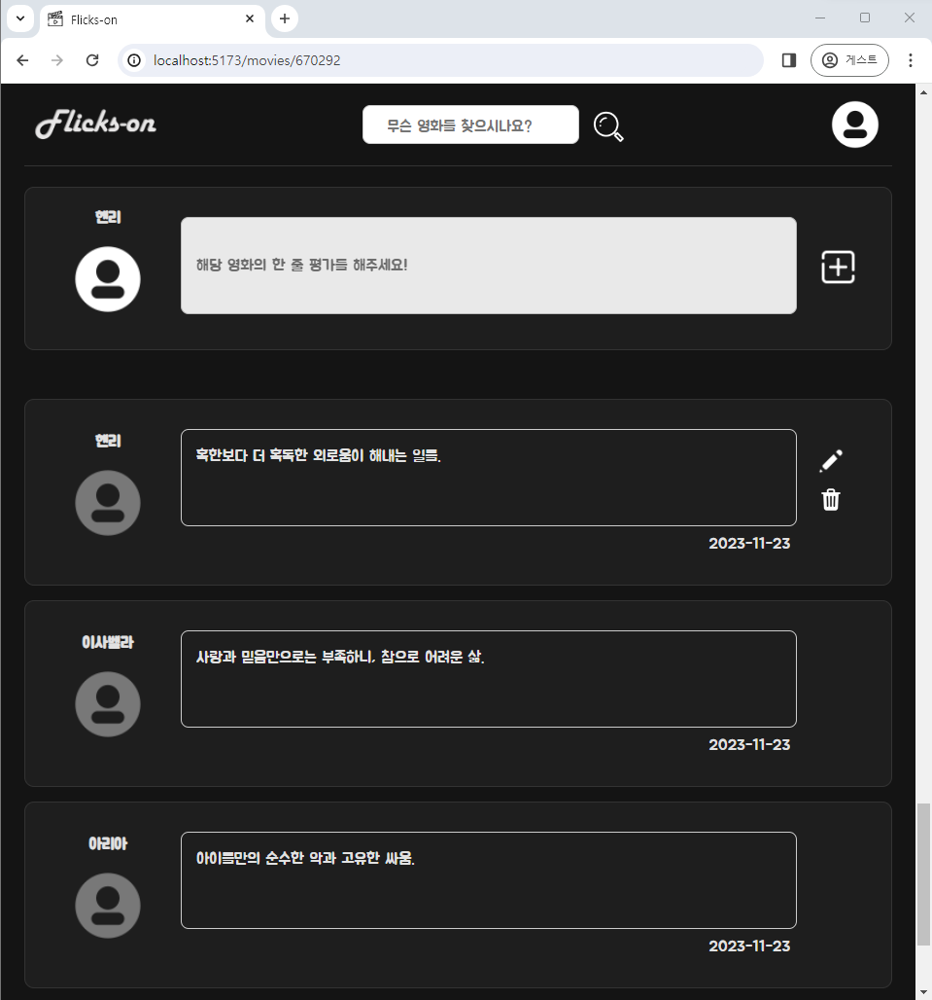 Flicks-on
localhost:5173/movies/670292
게스트
Flicks-on
무슨 영화를 찾으시나요?
헨리
해당 영화의 한 줄 평가를 해주세요!
헨리
혹한보다 더 혹독한 외로움이 해내는 일들.
2023-11-23
이사벨라
사랑과 믿음만으로는 부족하니, 참으로 어려운 삶.
2023-11-23
아리아
아이들만의 순수한 악과 고유한 싸움.
2023-11-23